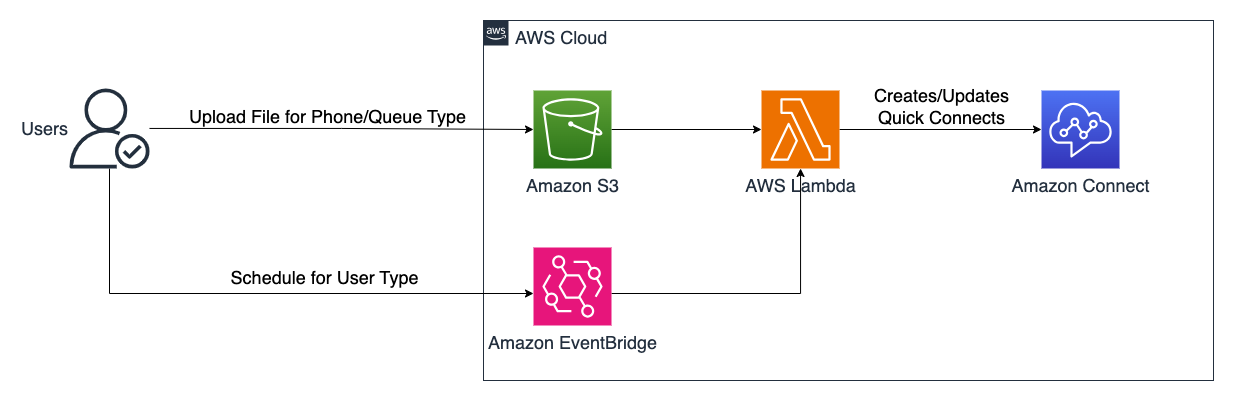 aws
AWS Cloud
Users
Upload File for Phone/Queue Type
Creates/Updates
Quick Connects
Amazon S3
AWS Lambda
Amazon Connect
Schedule for User Type
Amazon EventBridge